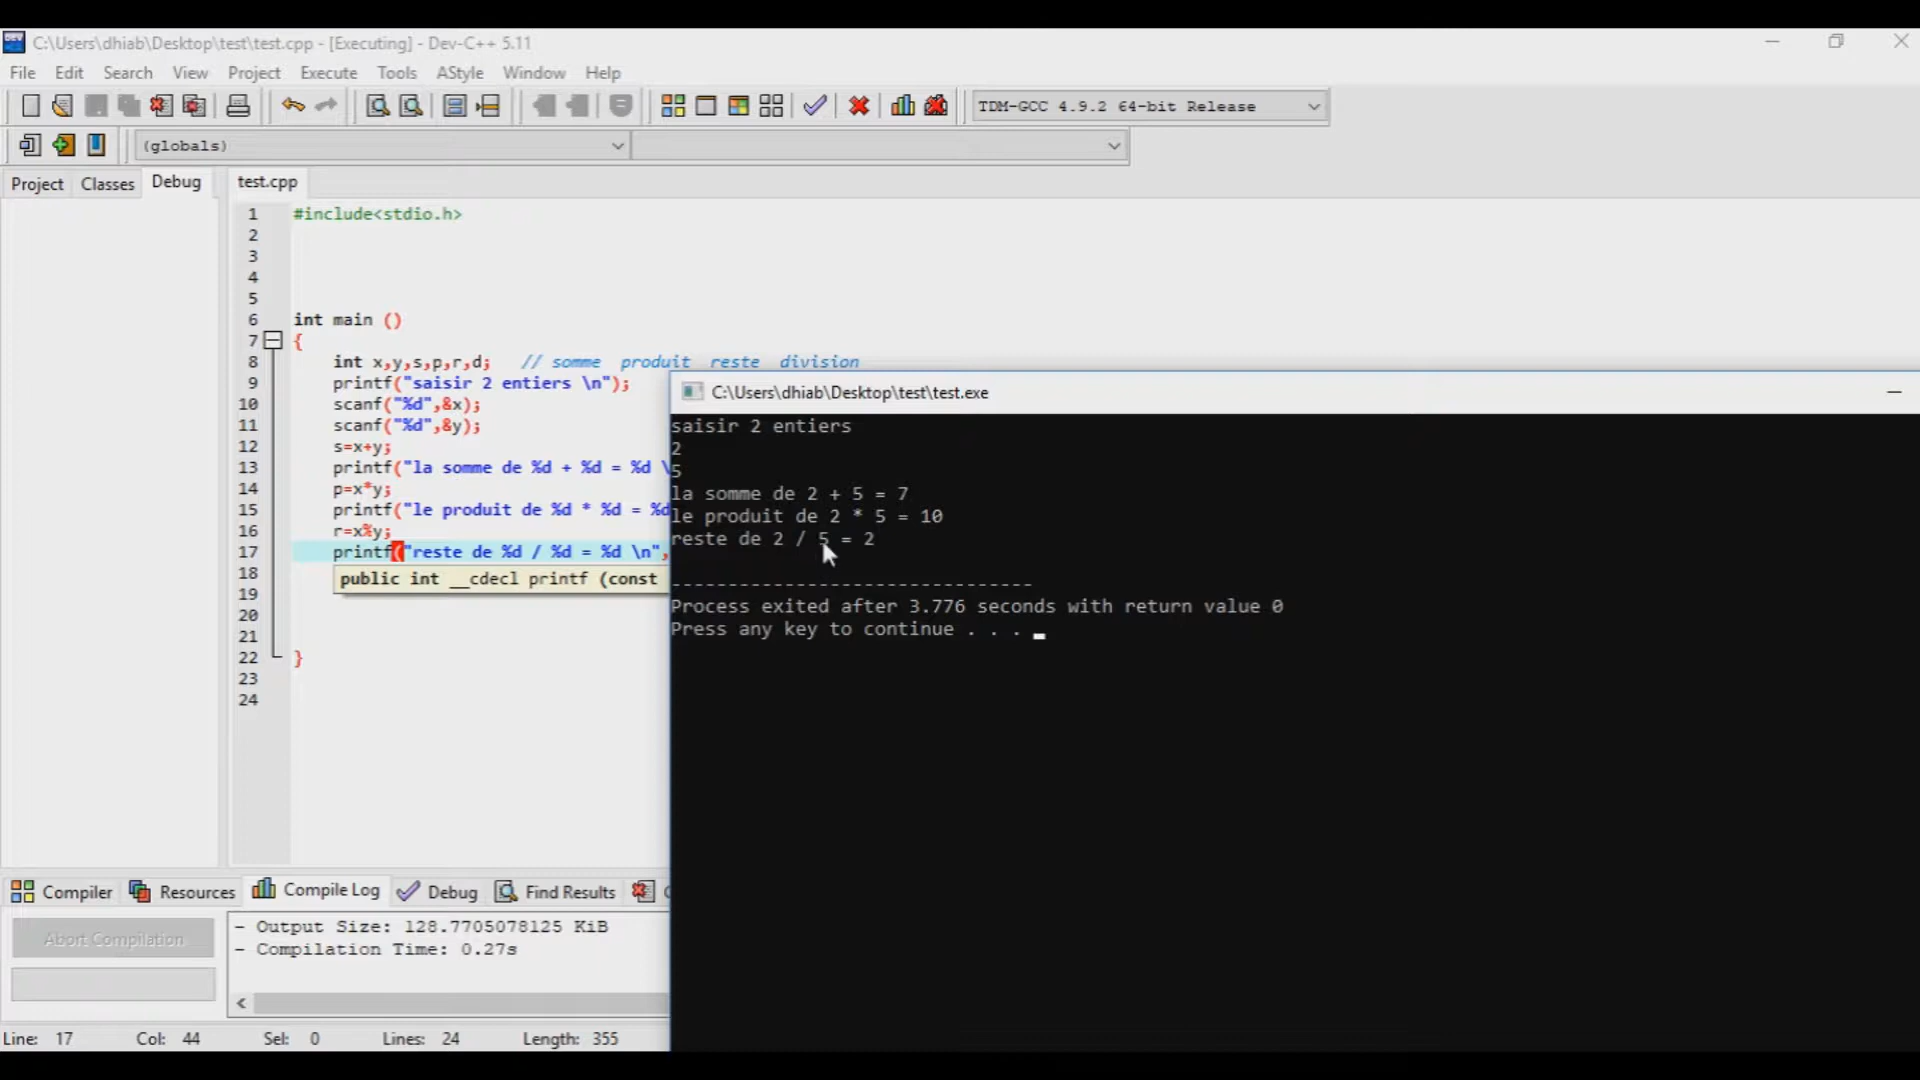 C:\Users\dhiab\Desktop\test\test.cpp - [Executing] - Dev-C++ 5.11
File Edit Search View Project Execute Tools AStyle Window Help
TDM-GCC 4.9.2 64-bit Release
(globals)
Project Classes Debug test.cpp
1 #include<stdio.h>
2
3
4
5
6 int main ()
7 {
8 int x,y,s,p,r,d; // somme produit reste division
9 printf("saisir 2 entiers \n");
10 scanf("%d",&x);
11 scanf("%d",&y);
12 s=x+y;
13 printf("la somme de %d + %d = %d \
14 p=x*y;
15 printf("le produit de %d * %d = %d
16 r=x%y;
17 printf("reste de %d / %d = %d \n",
public int __cdecl printf (const
18
19
20
21
22 }
23
24
C:\Users\dhiab\Desktop\test\test.exe
saisir 2 entiers
2
5
la somme de 2 + 5 = 7
le produit de 2 * 5 = 10
reste de 2 / 5 = 2
--------------------------------
Process exited after 3.776 seconds with return value 0
Press any key to continue . . .
Compiler Resources Compile Log Debug Find Results
Abort Compilation
- Output Size: 128.7705078125 KiB
- Compilation Time: 0.27s
Line: 17 Col: 44 Sel: 0 Lines: 24 Length: 355